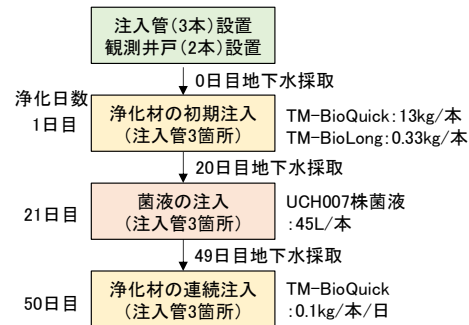 注入管(3本)設置
観測井戸(2本)設置
0日目地下水採取
浄化日数
1日目
浄化材の初期注入
(注入管3箇所)
TM-BioQuick:13kg/本
TM-BioLong:0.33kg/本
20日目地下水採取
21日目
菌液の注入
(注入管3箇所)
UCH007株菌液
:45L/本
49日目地下水採取
50日目
浄化材の連続注入
(注入管3箇所)
TM-BioQuick
:0.1kg/本/日